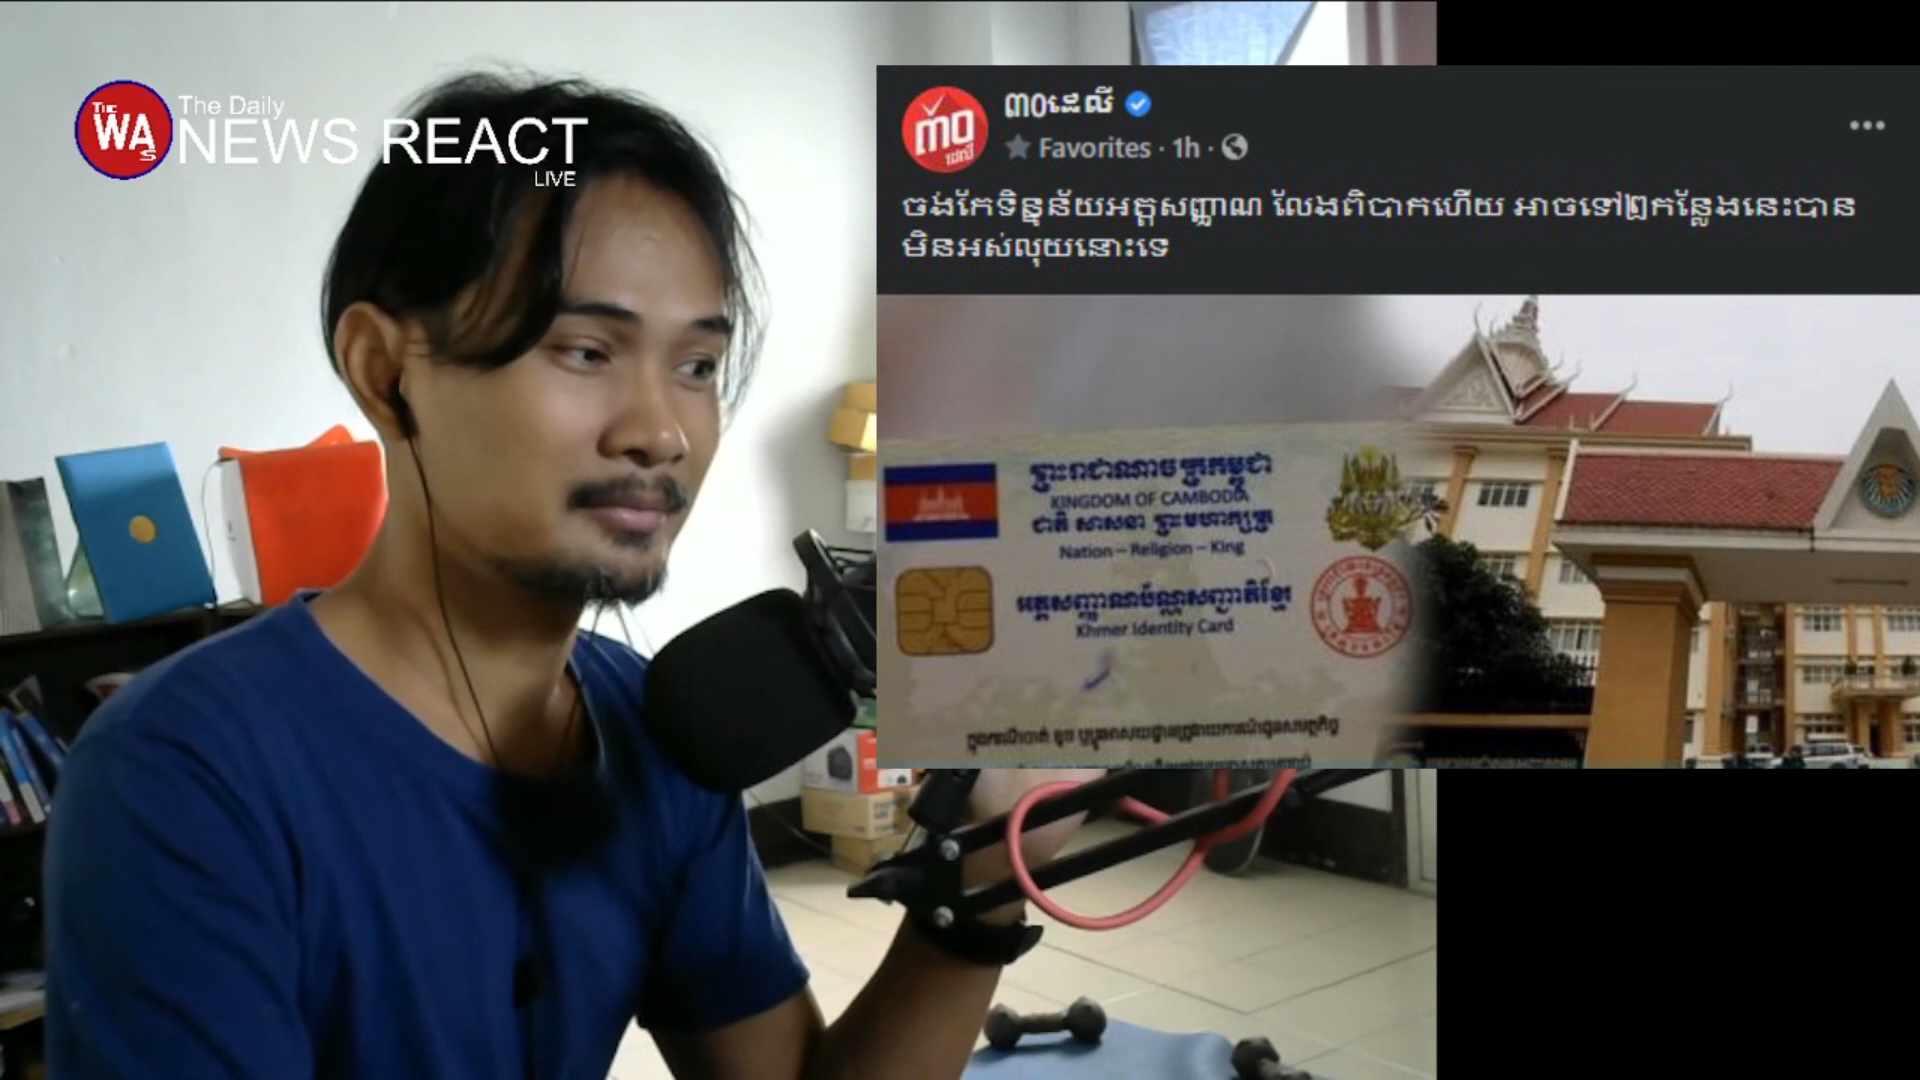 THE
WA
S
The Daily
NEWS REACT
LIVE
៣០ដេលី
Favorites · 1h ·
ចង់កែទិន្នន័យអត្តសញ្ញាណ លែងពិបាកហើយ អាចទៅ២កន្លែងនេះបាន
មិនអស់លុយនោះទេ
ព្រះរាជាណាចក្រកម្ពុជា
KINGDOM OF CAMBODIA
ជាតិ សាសនា ព្រះមហាក្សត្រ
Nation – Religion – King
អត្តសញ្ញាណប័ណ្ណសញ្ជាតិខ្មែរ
Khmer Identity Card